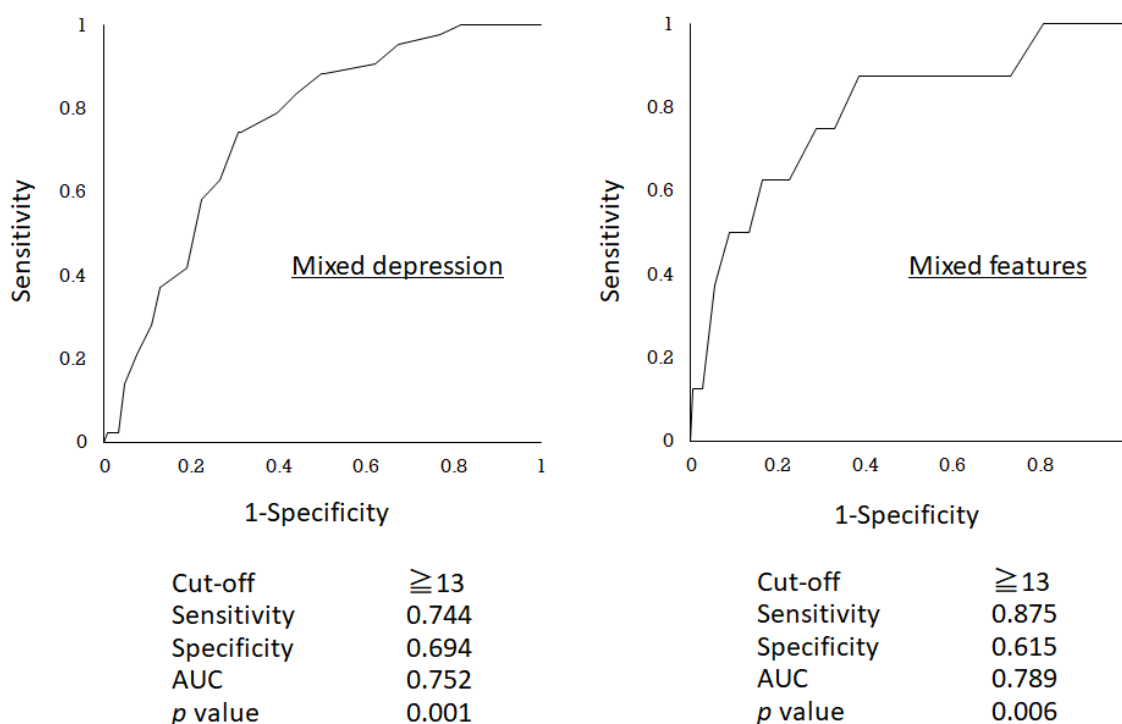 1
0.8
0.6
0.4
0.2
0
Sensitivity
Mixed depression
0 0.2 0.4 0.6 0.8 1
1-Specificity
Cut-off ≧13
Sensitivity 0.744
Specificity 0.694
AUC 0.752
p value 0.001
1
0.8
0.6
0.4
0.2
0
Sensitivity
Mixed features
0 0.2 0.4 0.6 0.8
1-Specificity
Cut-off ≧13
Sensitivity 0.875
Specificity 0.615
AUC 0.789
p value 0.006